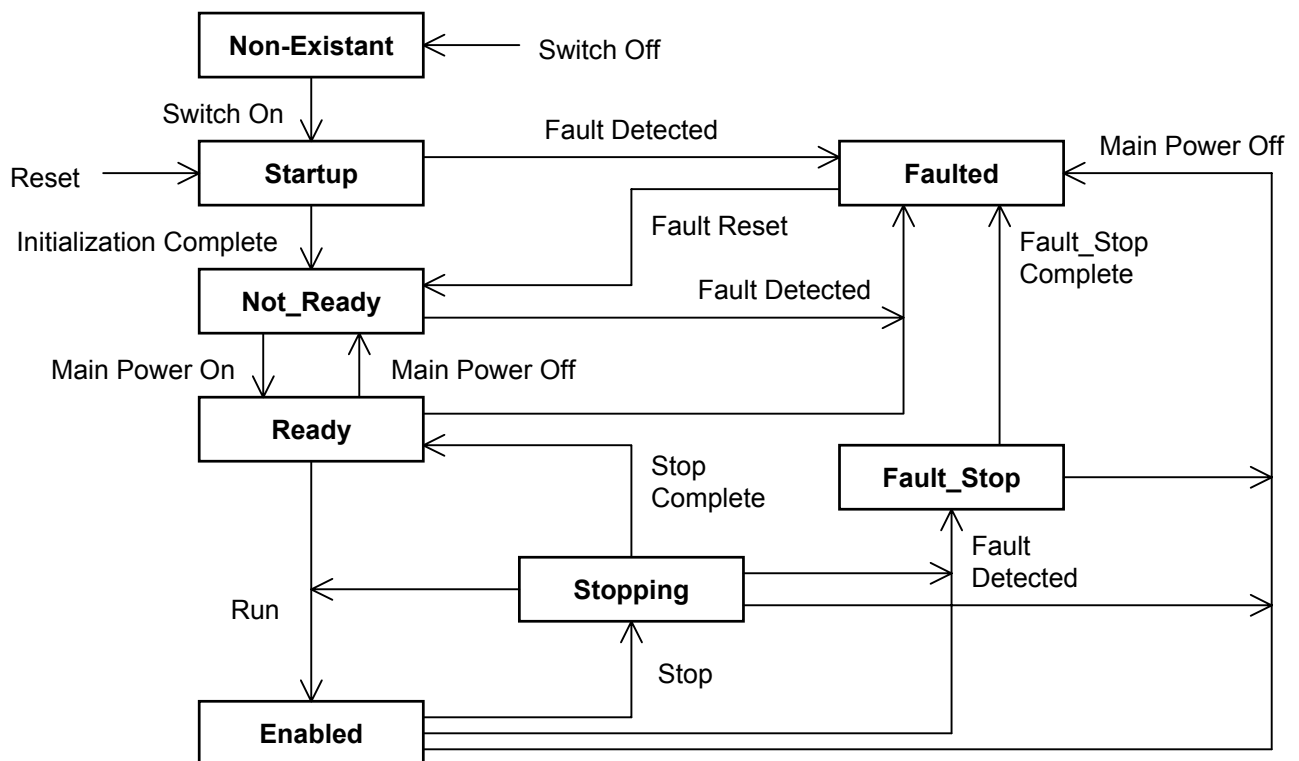 Non-Existant
Switch Off
Switch On
Fault Detected
Main Power Off
Reset
Startup
Faulted
Initialization Complete
Fault Reset
Fault_Stop
Complete
Not_Ready
Fault Detected
Main Power On
Main Power Off
Ready
Stop
Complete
Fault_Stop
Fault
Detected
Stopping
Run
Stop
Enabled